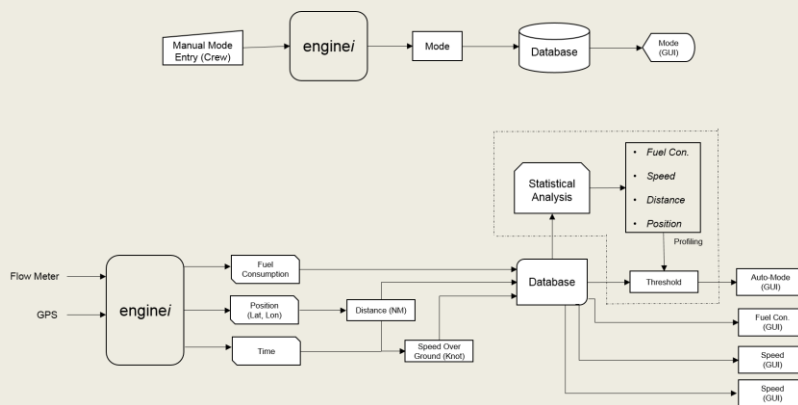 Manual Mode
Entry (Crew)
enginei
Mode
Database
Mode
(GUI)
Statistical
Analysis
• Fuel Con.
• Speed
• Distance
• Position
Profiling
Flow Meter
GPS
enginei
Fuel
Consumption
Position
(Lat, Lon)
Time
Distance (NM)
Speed Over
Ground (Knot)
Database
Threshold
Auto-Mode
(GUI)
Fuel Con.
(GUI)
Speed
(GUI)
Speed
(GUI)